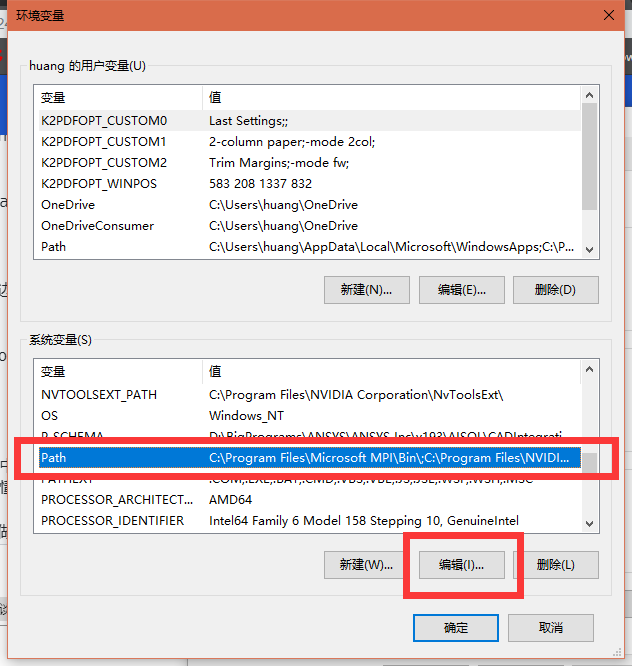 环境变量
huang 的用户变量(U)
变量 值
K2PDFOPT_CUSTOM0 Last Settings;;
K2PDFOPT_CUSTOM1 2-column paper;-mode 2col;
K2PDFOPT_CUSTOM2 Trim Margins;-mode fw;
K2PDFOPT_WINPOS 583 208 1337 832
OneDrive C:\Users\huang\OneDrive
OneDriveConsumer C:\Users\huang\OneDrive
Path C:\Users\huang\AppData\Local\Microsoft\WindowsApps;C:\P...
新建(N)... 编辑(E)... 删除(D)
系统变量(S)
变量 值
NVTOOLSEXT_PATH C:\Program Files\NVIDIA Corporation\NvToolsExt\
OS Windows_NT
P_SCHEMA D:\BigPrograms\ANSYS\ANSYS Inc\v193\AISOL\CADIntegrati...
Path C:\Program Files\Microsoft MPI\Bin\;C:\Program Files\NVIDI...
PATHEXT .COM;.EXE;.BAT;.CMD;.VBS;.VBE;.JS;.JSE;.WSF;.WSH;.MSC
PROCESSOR_ARCHITECT... AMD64
PROCESSOR_IDENTIFIER Intel64 Family 6 Model 158 Stepping 10, GenuineIntel
新建(W)... 编辑(I)... 删除(L)
确定 取消